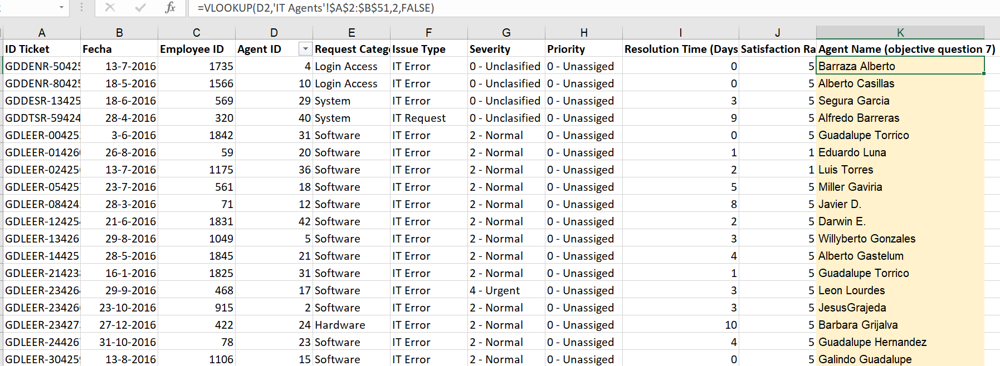 =VLOOKUP(D2,'IT Agents'!$A$2:$B$51,2,FALSE)
A B C D E F G H I J K
ID Ticket Fecha Employee ID Agent ID Request Categ Issue Type Severity Priority Resolution Time (Days Satisfaction Ra Agent Name (objective question 7)
GDDENR-50425 13-7-2016 1735 4 Login Access IT Error 0 - Unclasified 0 - Unassiged 0 5 Barraza Alberto
GDDENR-80425 18-5-2016 1566 10 Login Access IT Error 0 - Unclasified 0 - Unassiged 0 5 Alberto Casillas
GDDESR-13425 18-6-2016 569 29 System IT Error 0 - Unclasified 0 - Unassiged 3 5 Segura Garcia
GDDTSR-59424 28-4-2016 320 40 System IT Request 0 - Unclasified 0 - Unassiged 9 5 Alfredo Barreras
GDLEER-00425 3-6-2016 1842 31 Software IT Error 2 - Normal 0 - Unassiged 0 5 Guadalupe Torrico
GDLEER-01426 26-8-2016 59 20 Software IT Error 2 - Normal 0 - Unassiged 1 1 Eduardo Luna
GDLEER-02425 13-7-2016 1175 36 Software IT Error 2 - Normal 0 - Unassiged 2 1 Luis Torres
GDLEER-05425 23-7-2016 561 18 Software IT Error 2 - Normal 0 - Unassiged 5 5 Miller Gaviria
GDLEER-08424 28-3-2016 71 12 Software IT Error 2 - Normal 0 - Unassiged 8 5 Javier D.
GDLEER-12425 21-6-2016 1831 42 Software IT Error 2 - Normal 0 - Unassiged 2 5 Darwin E.
GDLEER-13426 29-8-2016 1049 5 Software IT Error 2 - Normal 0 - Unassiged 3 5 Willyberto Gonzales
GDLEER-14425 28-5-2016 1845 21 Software IT Error 2 - Normal 0 - Unassiged 4 5 Alberto Gastelum
GDLEER-21423 16-1-2016 1825 31 Software IT Error 2 - Normal 0 - Unassiged 1 5 Guadalupe Torrico
GDLEER-23426 29-9-2016 468 17 Software IT Error 4 - Urgent 0 - Unassiged 3 5 Leon Lourdes
GDLEER-23426 23-10-2016 915 2 Software IT Error 2 - Normal 0 - Unassiged 3 5 JesusGrajeda
GDLEER-23427 27-12-2016 422 24 Hardware IT Error 2 - Normal 0 - Unassiged 10 5 Barbara Grijalva
GDLEER-24426 31-10-2016 78 23 Software IT Error 2 - Normal 0 - Unassiged 4 5 Guadalupe Hernandez
GDLEER-30425 13-8-2016 1106 15 Software IT Error 2 - Normal 0 - Unassiged 0 5 Galindo Guadalupe